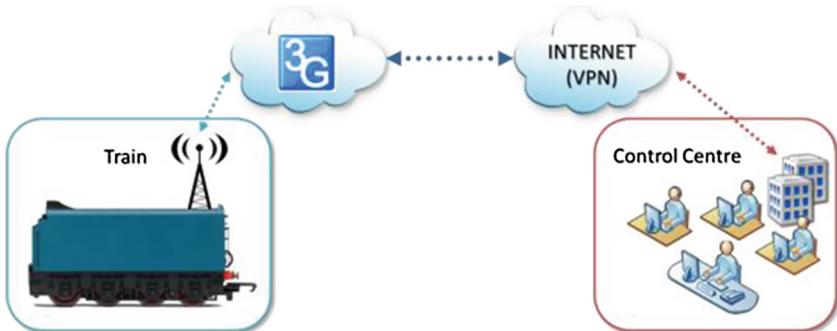 3G
INTERNET
(VPN)
Train
Control Centre